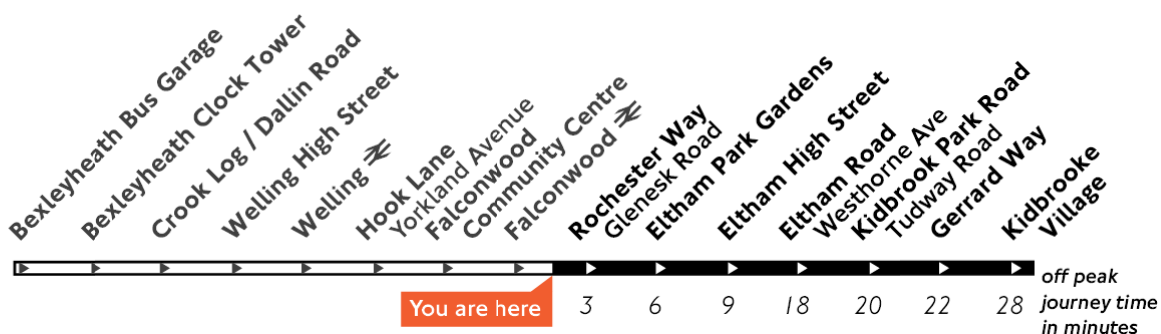 Bexleyheath Bus Garage
Bexleyheath Clock Tower
Crook Log / Dallin Road
Welling High Street
Welling
Hook Lane
Yorkland Avenue
Falconwood
Community Centre
Falconwood
Rochester Way
Glenesk Road
Eltham Park Gardens
Eltham High Street
Eltham Road
Westhorne Ave
Kidbrook Park Road
Tudway Road
Gerrard Way
Kidbrooke
Village
You are here
3 6 9 18 20 22 28
off peak
journey time
in minutes